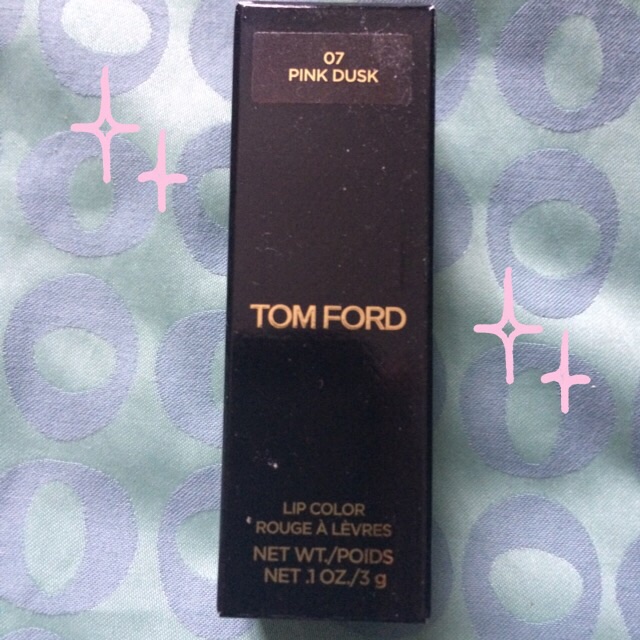 07
PINK DUSK
TOM FORD
LIP COLOR
ROUGE À LÈVRES
NET WT./POIDS
NET .1 OZ./3 g